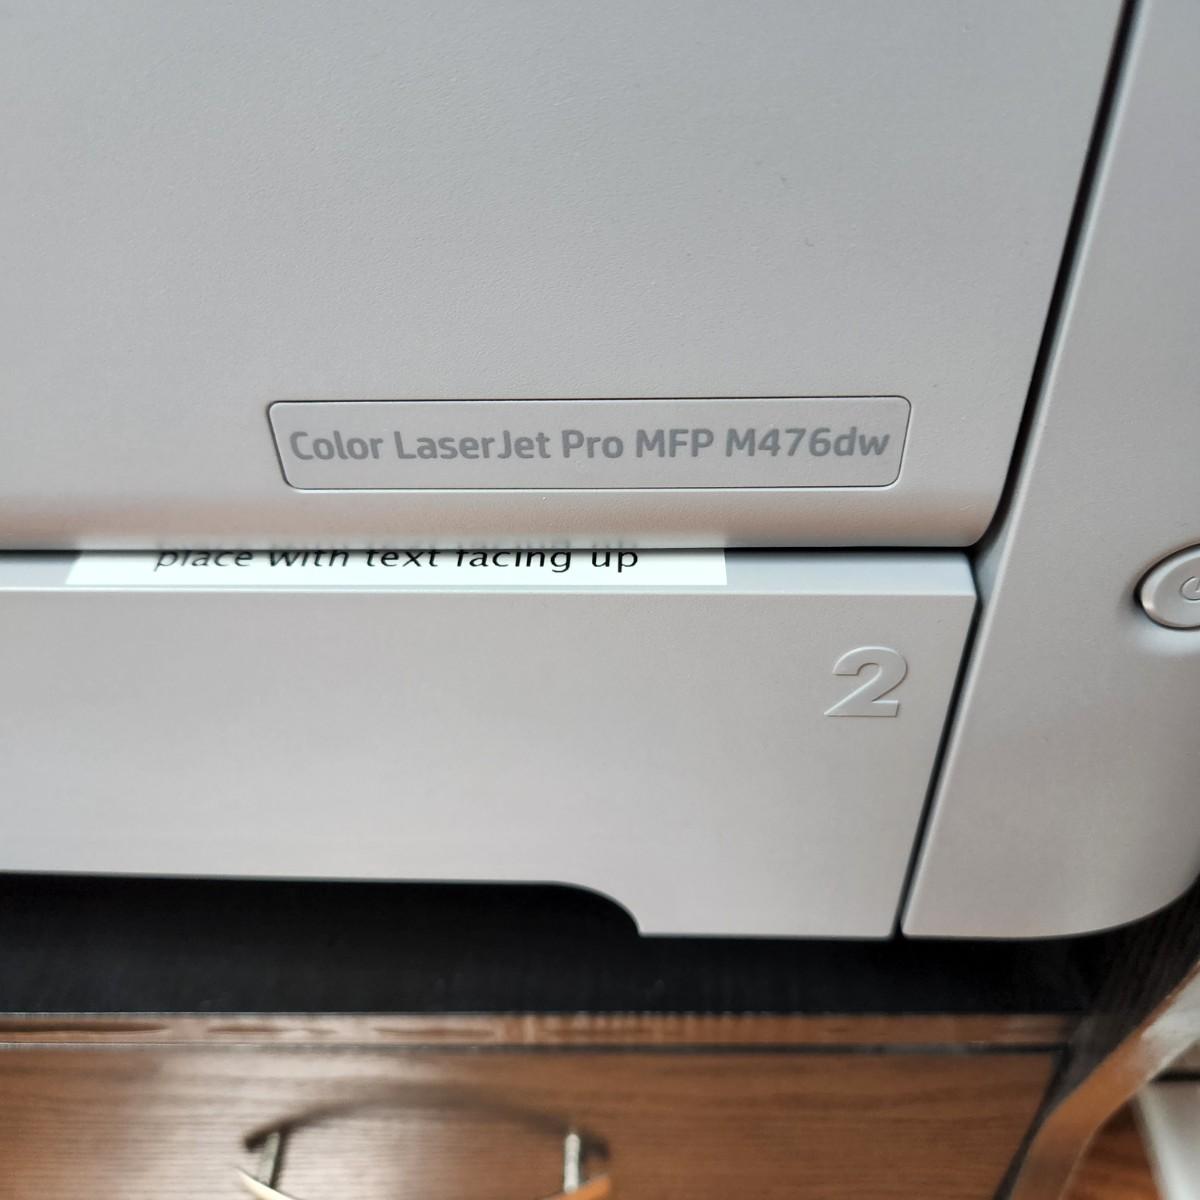 Color LaserJet Pro MFP M476dw
place with text facing up
2